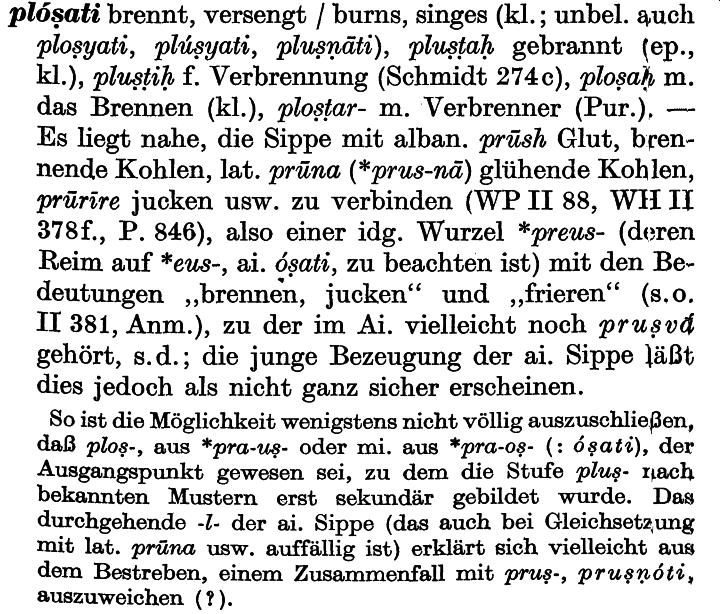 plóṣati brennt, versengt / burns, singes (kl.; unbel. auch
ploṣyati, plúṣyati, pluṣṇāti), pluṣṭaḥ gebrannt (ep.,
kl.), pluṣṭiḥ f. Verbrennung (Schmidt 274c), ploṣaḥ m.
das Brennen (kl.), ploṣṭar- m. Verbrenner (Pur.). —
Es liegt nahe, die Sippe mit alban. prūsh Glut, bren-
nende Kohlen, lat. prūna (*prus-nā) glühende Kohlen,
prūrīre jucken usw. zu verbinden (WP II 88, WH II
378f., P. 846), also einer idg. Wurzel *preus- (deren
Reim auf *eus-, ai. óṣati, zu beachten ist) mit den Be-
deutungen „brennen, jucken“ und „frieren“ (s.o.
II 381, Anm.), zu der im Ai. vielleicht noch pruṣvā́
gehört, s.d.; die junge Bezeugung der ai. Sippe läßt
dies jedoch als nicht ganz sicher erscheinen.
So ist die Möglichkeit wenigstens nicht völlig auszuschließen,
daß ploṣ-, aus *pra-uṣ- oder mi. aus *pra-oṣ- (: óṣati), der
Ausgangspunkt gewesen sei, zu dem die Stufe pluṣ- nach
bekannten Mustern erst sekundär gebildet wurde. Das
durchgehende -l- der ai. Sippe (das auch bei Gleichsetzung
mit lat. prūna usw. auffällig ist) erklärt sich vielleicht aus
dem Bestreben, einem Zusammenfall mit pruṣ-, pruṣṇóti,
auszuweichen (?).